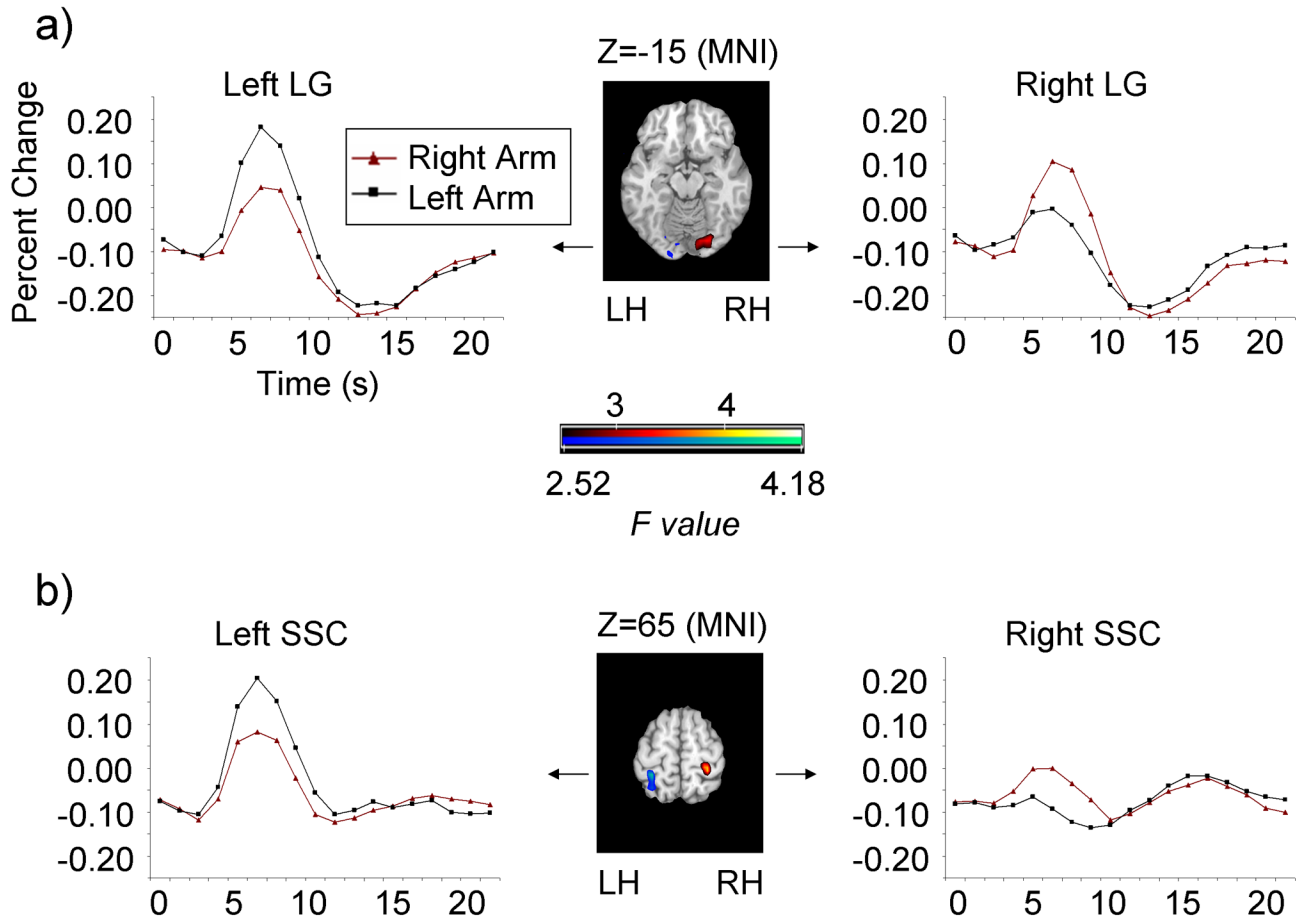 a)
Z=-15 (MNI)
Left LG
Right LG
Percent Change
0.20
0.10
0.00
-0.10
-0.20
Right Arm
Left Arm
0.20
0.10
0.00
-0.10
-0.20
LH RH
0 5 10 15 20
Time (s)
0 5 10 15 20
3 4
2.52 4.18
F value
b)
Z=65 (MNI)
Left SSC
Right SSC
0.20
0.10
0.00
-0.10
-0.20
0.20
0.10
0.00
-0.10
-0.20
LH RH
0 5 10 15 20
0 5 10 15 20